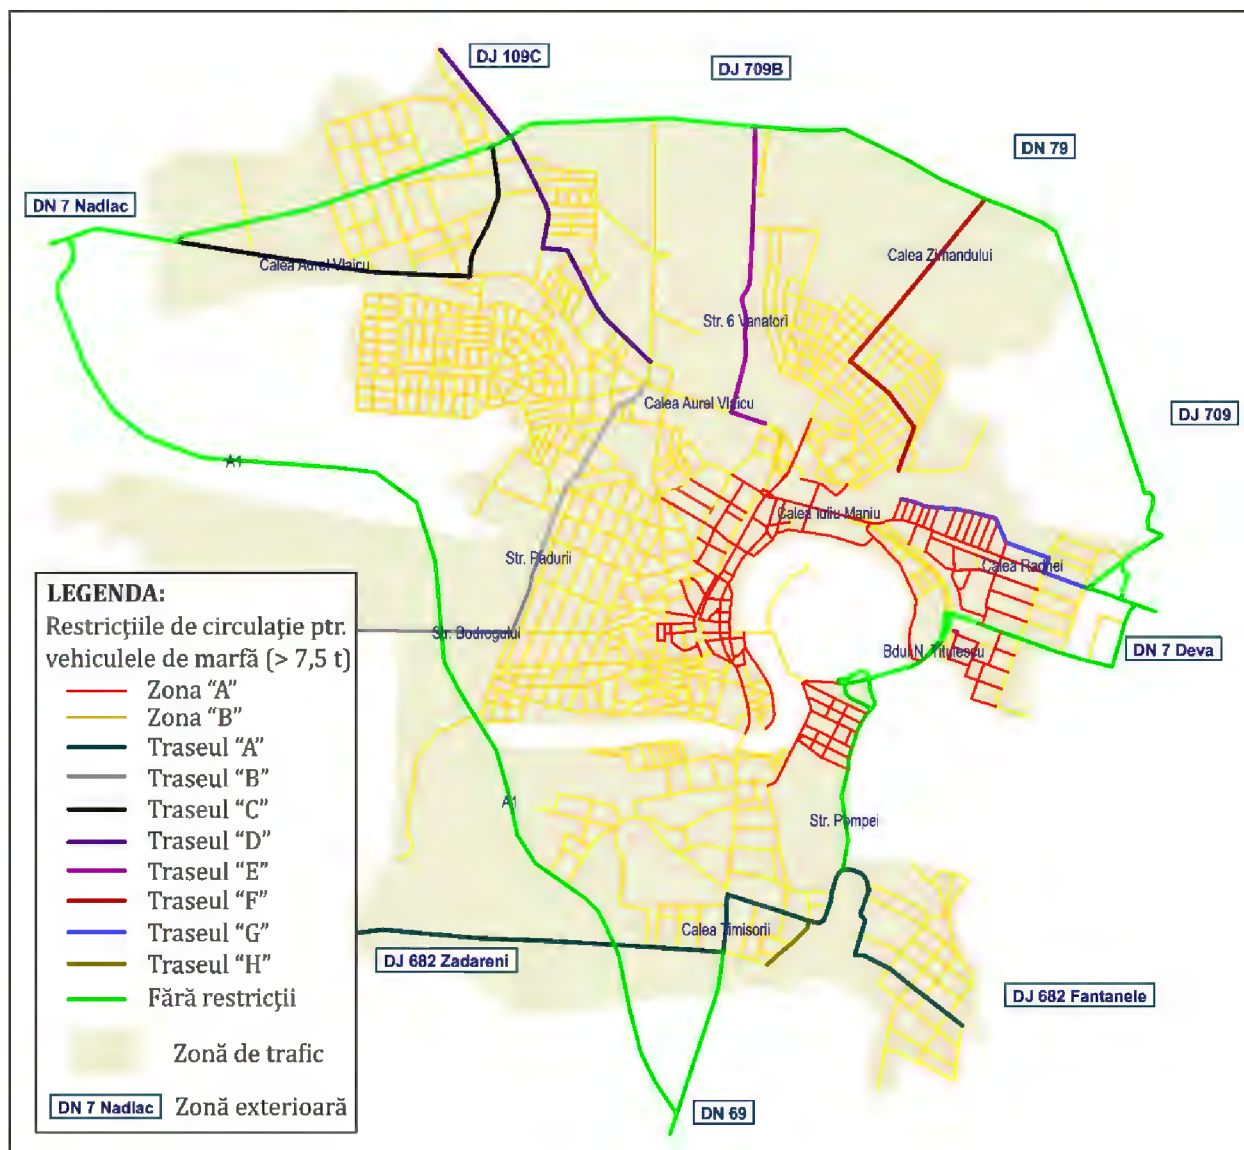 DJ 109C
DJ 709B
DN 79
DN 7 Nadlac
Calea Aurel Vlaicu
Calea Zimandului
Str. 6 Vanatori
Calea Aurel Vlaicu
DJ 709
A1
Calea Iuliu Maniu
Str. Padurii
Calea Radnei
Str. Bodrogului
Bdul N. Titulescu
DN 7 Deva
A1
Str. Pompei
Calea Timisorii
DJ 682 Zadareni
DJ 682 Fantanele
DN 69
LEGENDA:
Restricțiile de circulație ptr.
vehiculele de marfă (> 7,5 t)
Zona "A"
Zona "B"
Traseul "A"
Traseul "B"
Traseul "C"
Traseul "D"
Traseul "E"
Traseul "F"
Traseul "G"
Traseul "H"
Fără restricții
Zonă de trafic
DN 7 Nadlac Zonă exterioară